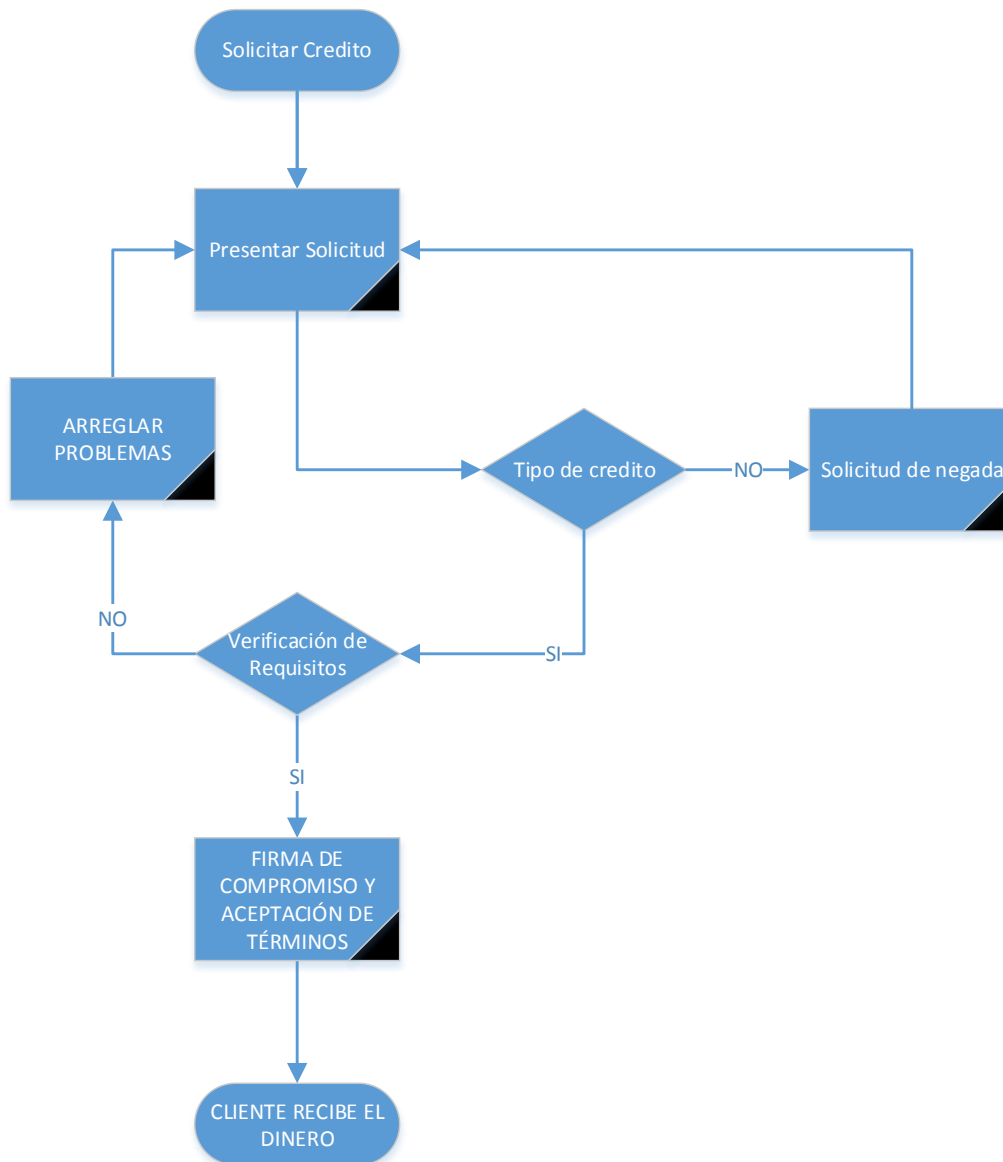 Solicitar Credito
Presentar Solicitud
ARREGLAR
PROBLEMAS
Tipo de credito
NO
Solicitud de negada
NO
Verificación de
Requisitos
SI
SI
FIRMA DE
COMPROMISO Y
ACEPTACIÓN DE
TÉRMINOS
CLIENTE RECIBE EL
DINERO